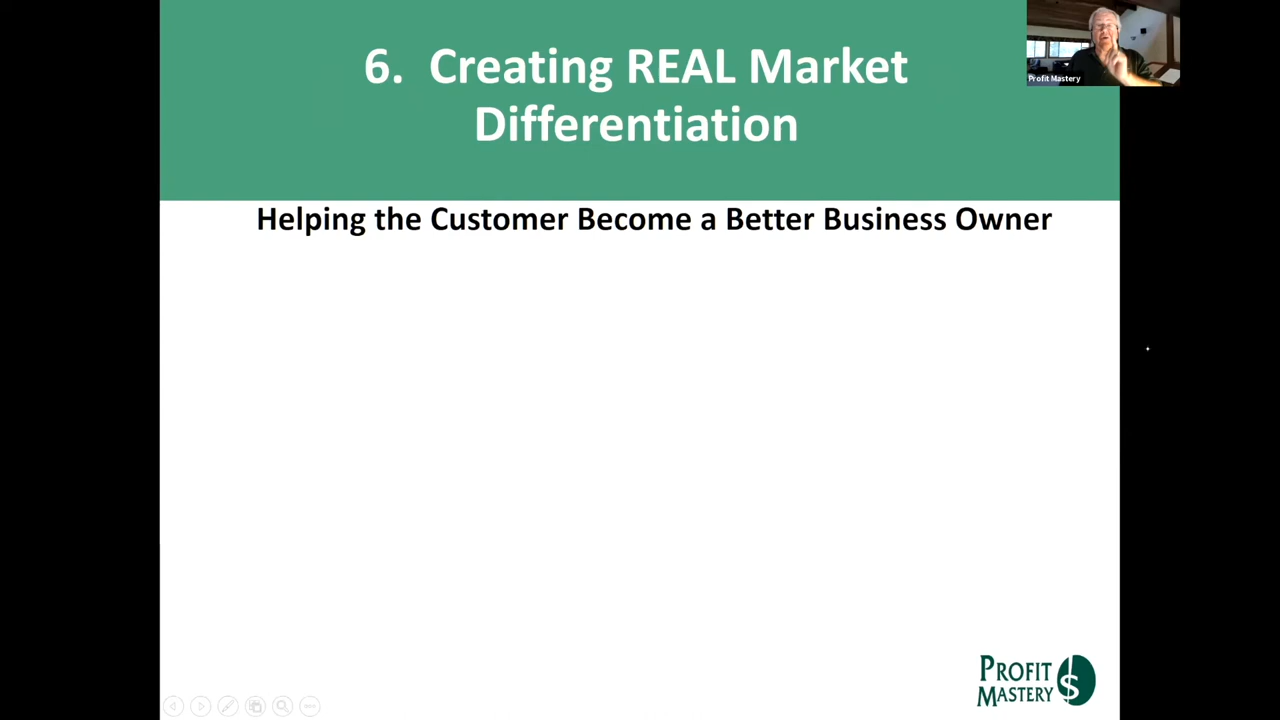 Profit Mastery
6. Creating REAL Market
Differentiation
Helping the Customer Become a Better Business Owner
PROFIT
MASTERY